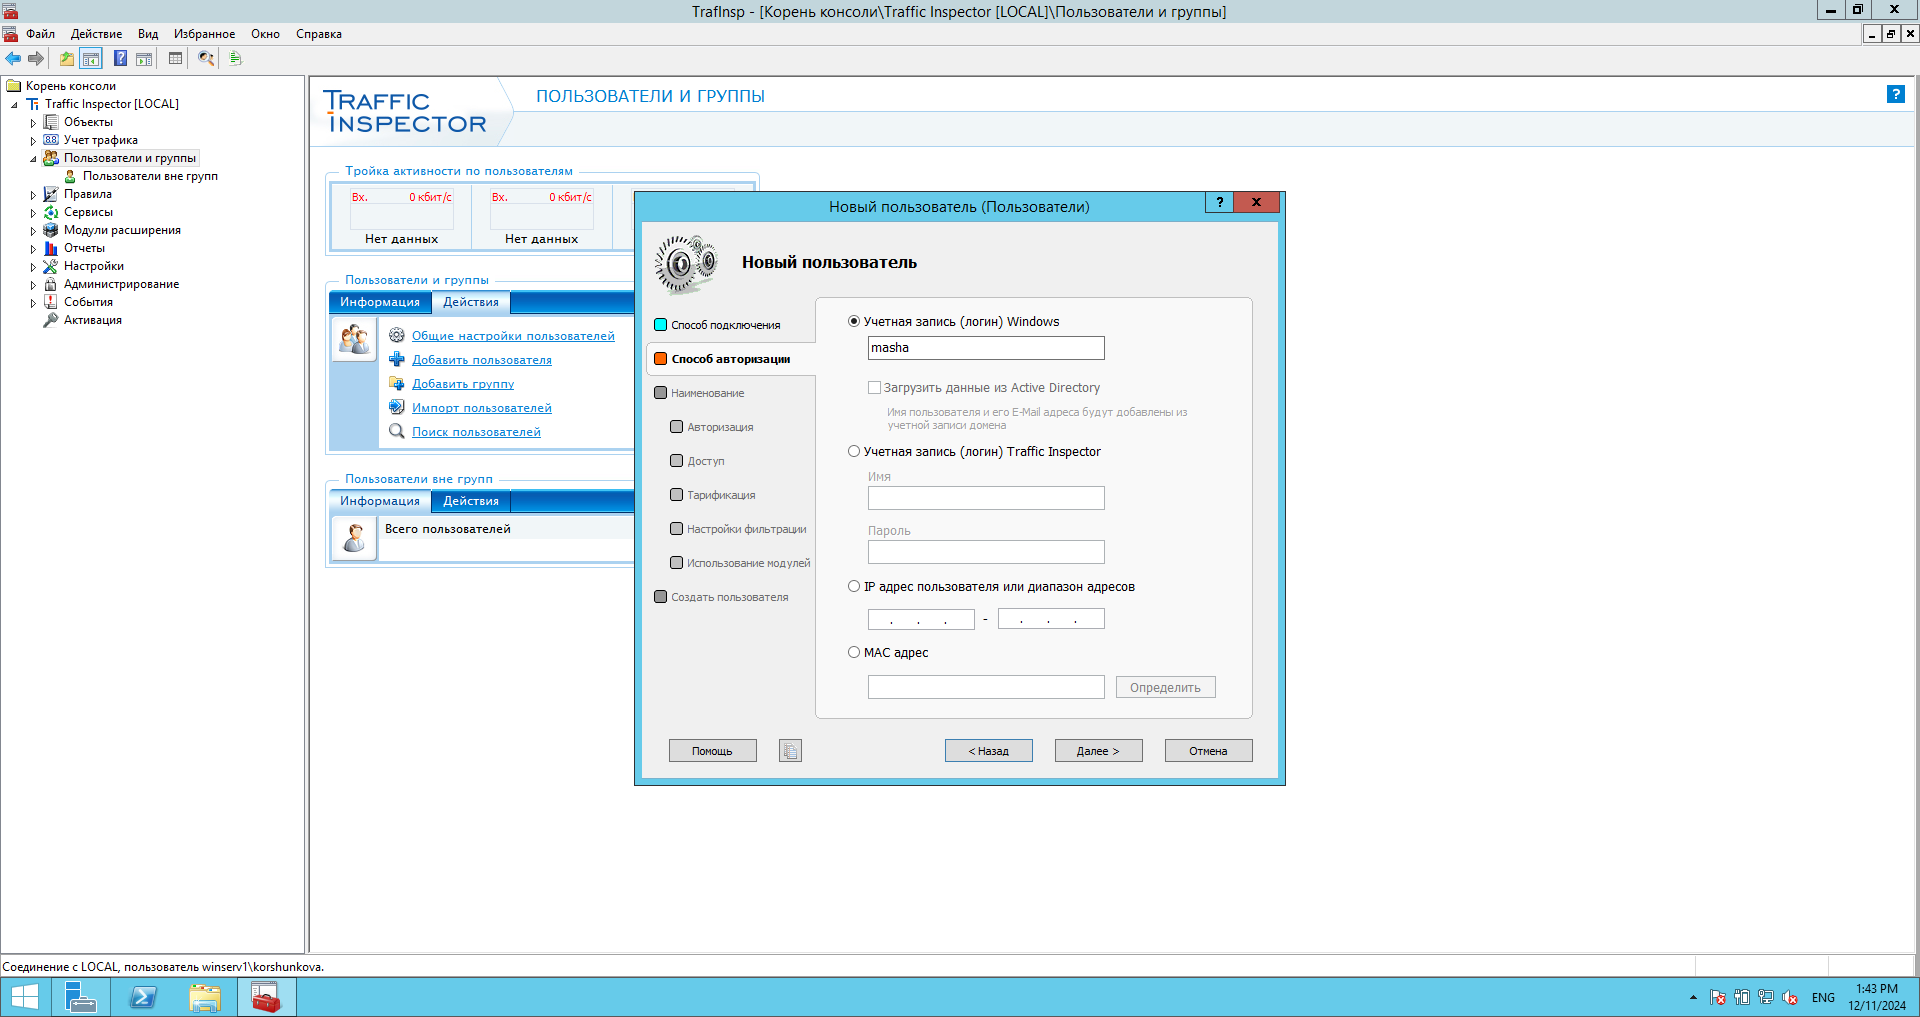 TrafInsp - [Корень консоли\Traffic Inspector [LOCAL]\Пользователи и группы]
Файл Действие Вид Избранное Окно Справка
Корень консоли
Traffic Inspector [LOCAL]
Объекты
Учет трафика
Пользователи и группы
Пользователи вне групп
Правила
Сервисы
Модули расширения
Отчеты
Настройки
Администрирование
События
Активация
TRAFFIC
INSPECTOR
ПОЛЬЗОВАТЕЛИ И ГРУППЫ
?
Тройка активности по пользователям
Вх. 0 кбит/с
Нет данных
Вх. 0 кбит/с
Нет данных
Пользователи и группы
Информация Действия
Общие настройки пользователей
Добавить пользователя
Добавить группу
Импорт пользователей
Поиск пользователей
Пользователи вне групп
Информация Действия
Всего пользователей
Новый пользователь (Пользователи)
? x
Новый пользователь
Способ подключения
Способ авторизации
Наименование
Авторизация
Доступ
Тарификация
Настройки фильтрации
Использование модулей
Создать пользователя
Учетная запись (логин) Windows
masha
Загрузить данные из Active Directory
Имя пользователя и его E-Mail адреса будут добавлены из
учетной записи домена
Учетная запись (логин) Traffic Inspector
Имя
Пароль
IP адрес пользователя или диапазон адресов
. . . - . . .
MAC адрес
Определить
Помощь < Назад Далее > Отмена
Соединение с LOCAL, пользователь winserv1\korshunkova.
ENG
1:43 PM
12/11/2024